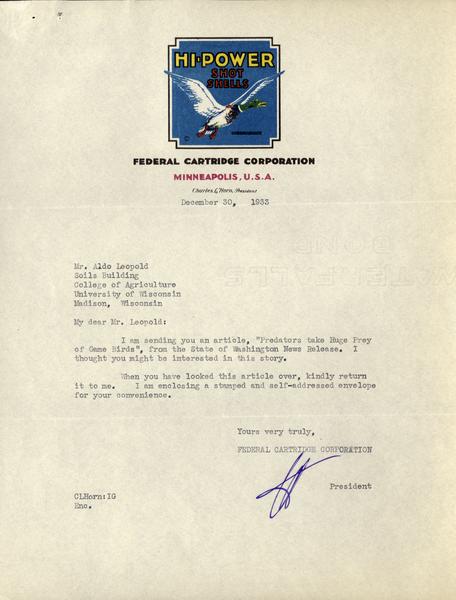 HI-POWER
SHOT
SHELLS
FEDERAL CARTRIDGE CORPORATION
MINNEAPOLIS, U.S.A.
Charles L. Horn, President
December 30, 1933
Mr. Aldo Leopold
Soils Building
College of Agriculture
University of Wisconsin
Madison, Wisconsin
My dear Mr. Leopold:
I am sending you an article, "Predators take Huge Prey
of Game Birds", from the State of Washington News Release. I
thought you might be interested in this story.
When you have looked this article over, kindly return
it to me. I am enclosing a stamped and self-addressed envelope
for your convenience.
Yours very truly,
FEDERAL CARTRIDGE CORPORATION
President
CLHorn:IG
Enc.